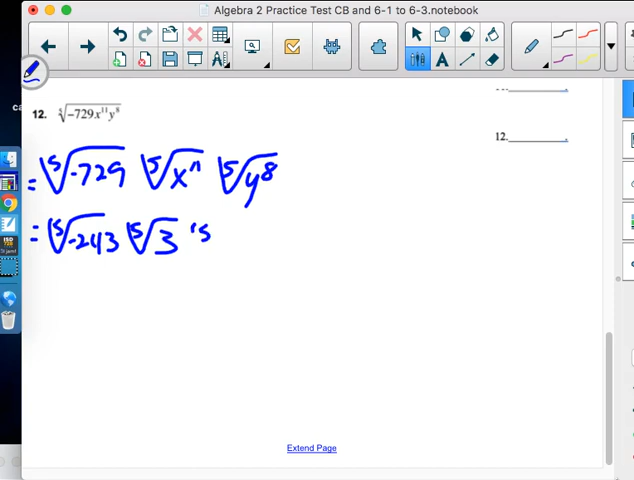 Algebra 2 Practice Test CB and 6-1 to 6-3.notebook
12. ⁵√-729x¹¹y⁸
12.
= ⁵√-729 ⁵√x¹¹ ⁵√y⁸
= ⁵√-243 ⁵√3
Extend Page